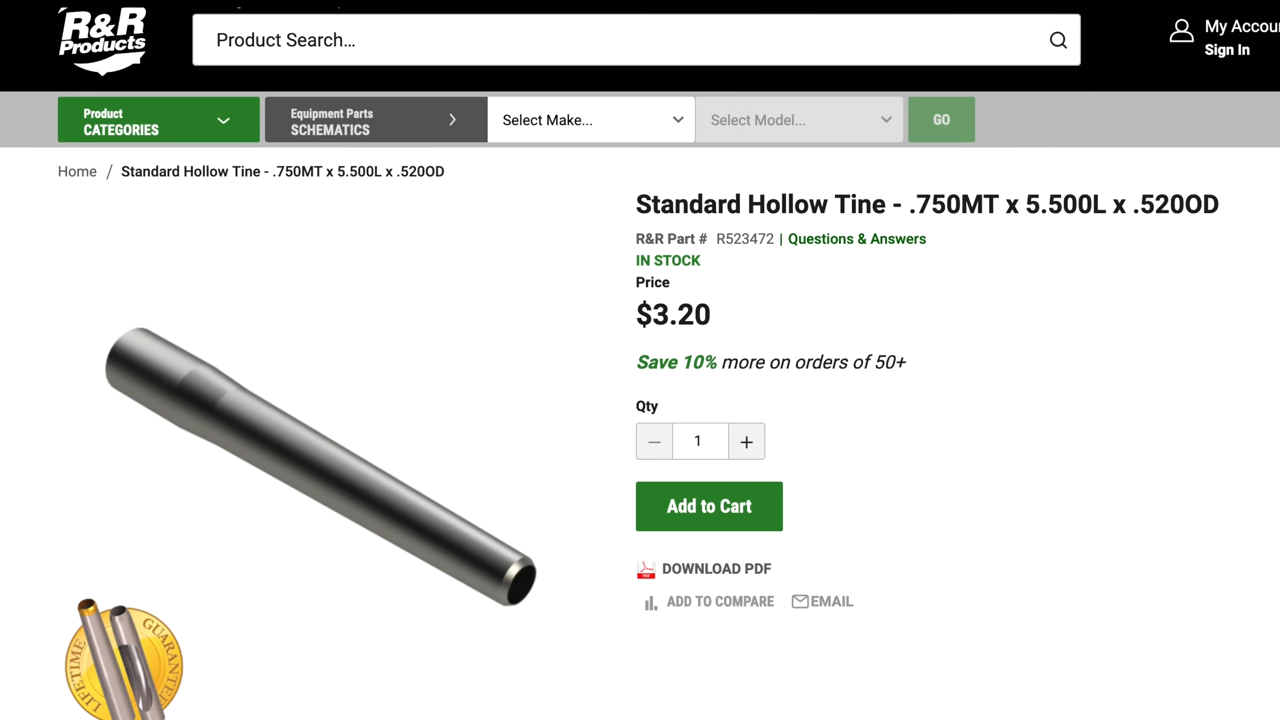 R&R
Products
Product Search...
My Accou
Sign In
Product
CATEGORIES
Equipment Parts
SCHEMATICS
Select Make...
Select Model...
GO
Home / Standard Hollow Tine - .750MT x 5.500L x .520OD
Standard Hollow Tine - .750MT x 5.500L x .520OD
R&R Part # R523472 | Questions & Answers
IN STOCK
Price
$3.20
Save 10% more on orders of 50+
Qty
1
Add to Cart
DOWNLOAD PDF
ADD TO COMPARE
EMAIL
LIFETIME
GUARANTEE